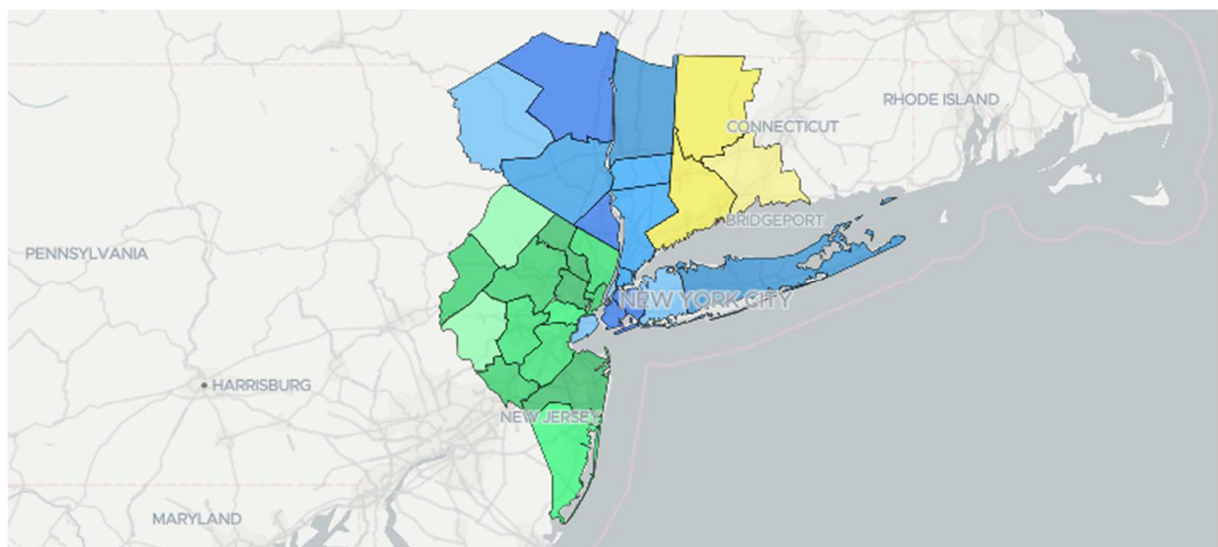 RHODE ISLAND
CONNECTICUT
BRIDGEPORT
PENNSYLVANIA
NEW YORK CITY
HARRISBURG
NEW JERSEY
MARYLAND